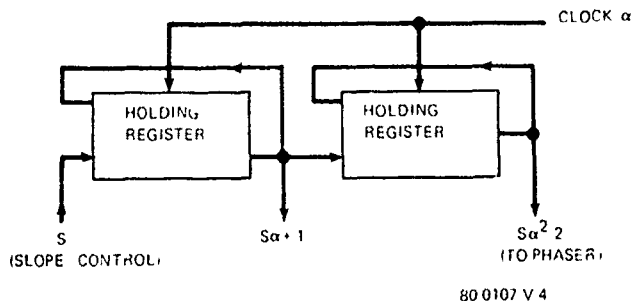 CLOCK α
HOLDING
REGISTER
HOLDING
REGISTER
S
(SLOPE CONTROL)
Sα + 1
Sα² 2
(TO PHASER)
80 0107 V 4